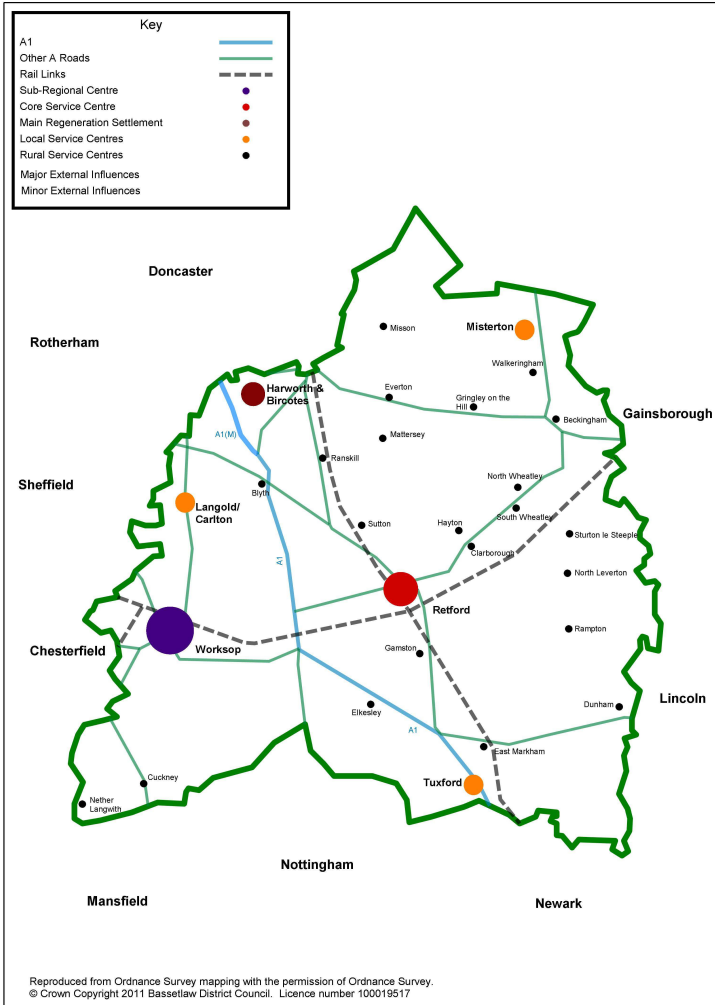 Key
A1
Other A Roads
Rail Links
Sub-Regional Centre
Core Service Centre
Main Regeneration Settlement
Local Service Centres
Rural Service Centres
Major External Influences
Minor External Influences
Doncaster
Rotherham
Misson
Misterton
Walkeringham
Harworth &
Bircotes
Everton
Gringley on the
Hill
Beckingham
Gainsborough
A1(M)
Mattersey
Ranskill
Sheffield
Blyth
North Wheatley
Langold/
Carlton
South Wheatley
Sutton
Hayton
Sturton le Steeple
Clarborough
A1
North Leverton
Retford
Rampton
Chesterfield
Worksop
Gamston
Lincoln
Elkesley
Dunham
A1
East Markham
Cuckney
Tuxford
Nether
Langwith
Nottingham
Mansfield
Newark
Reproduced from Ordnance Survey mapping with the permission of Ordnance Survey.
© Crown Copyright 2011 Bassetlaw District Council. Licence number 100019517